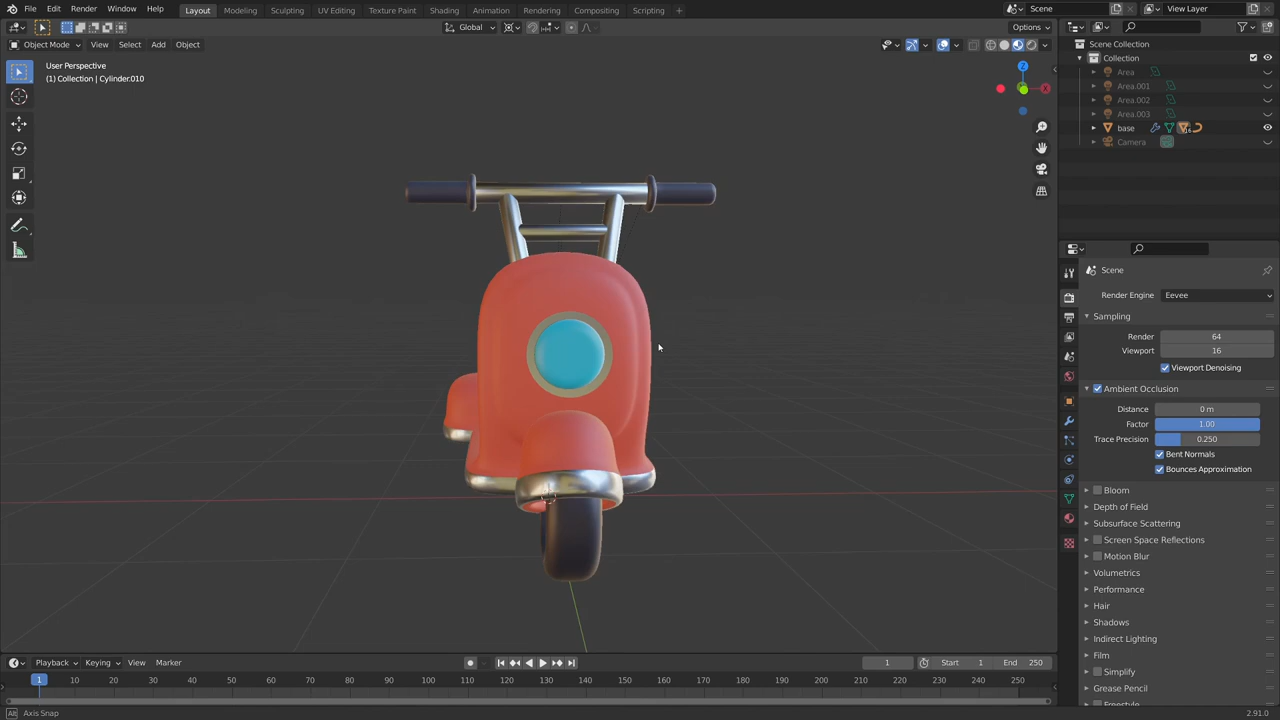 File Edit Render Window Help Layout Modeling Sculpting UV Editing Texture Paint Shading Animation Rendering Compositing Scripting + Scene View Layer
Global Options
Object Mode View Select Add Object
User Perspective
(1) Collection | Cylinder.010
Z
X
Scene Collection
Collection
Area
Area.001
Area.002
Area.003
base
16
Camera
Scene
Render Engine Eevee
Sampling
Render 64
Viewport 16
Viewport Denoising
Ambient Occlusion
Distance 0 m
Factor 1.00
Trace Precision 0.250
Bent Normals
Bounces Approximation
Bloom
Depth of Field
Subsurface Scattering
Screen Space Reflections
Motion Blur
Volumetrics
Performance
Hair
Shadows
Indirect Lighting
Film
Simplify
Grease Pencil
Freestyle
Playback Keying View Marker 1 Start 1 End 250
1 10 20 30 40 50 60 70 80 90 100 110 120 130 140 150 160 170 180 190 200 210 220 230 240 250
Alt Axis Snap 2.91.0